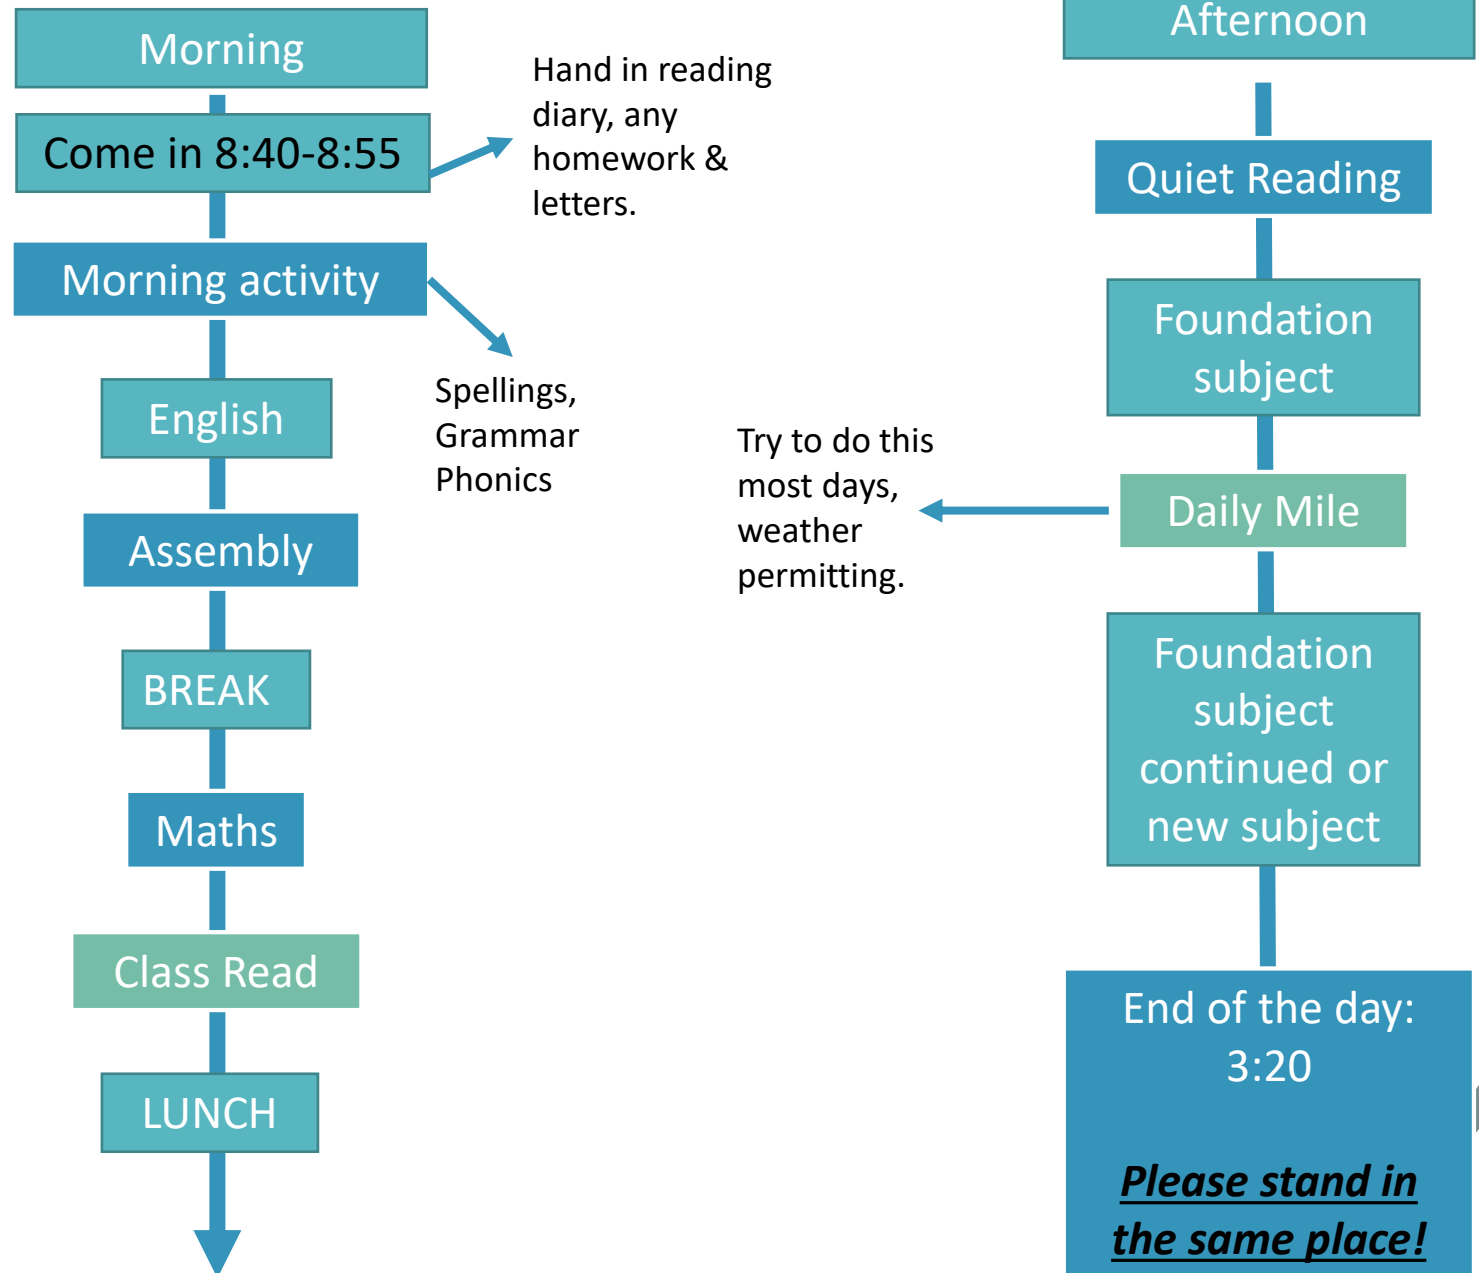 Morning
Come in 8:40-8:55
Hand in reading
diary, any
homework &
letters.
Morning activity
Spellings,
Grammar
Phonics
English
Assembly
BREAK
Maths
Class Read
LUNCH
Afternoon
Quiet Reading
Foundation
subject
Daily Mile
Try to do this
most days,
weather
permitting.
Foundation
subject
continued or
new subject
End of the day:
3:20
Please stand in
the same place!